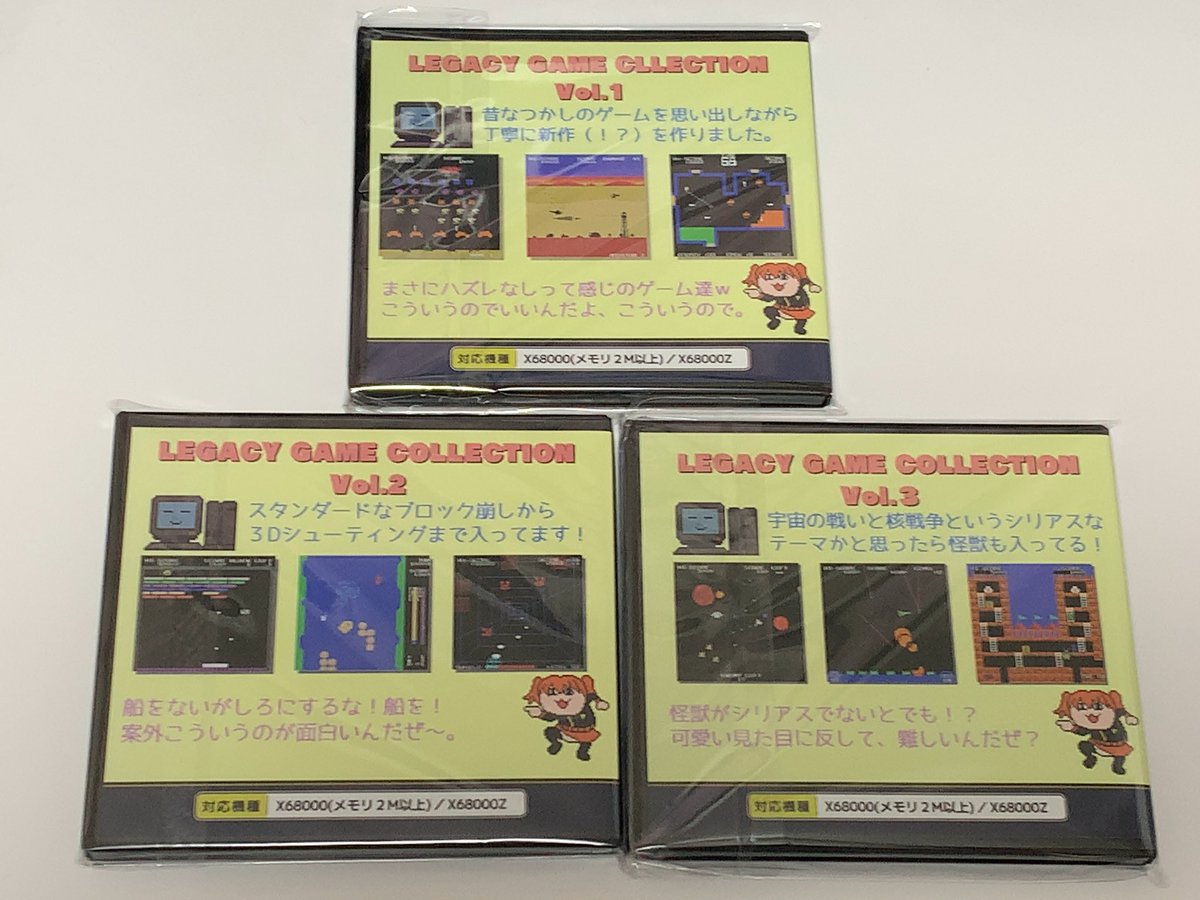 LEGACY GAME CLLECTION
Vol.1
昔なつかしのゲームを思い出しながら
丁寧に新作（！？）を作りました。
まさにハズレなしって感じのゲーム達w
こういうのでいいんだよ、こういうので。
対応機種 X68000(メモリ２M以上)／X68000Z
LEGACY GAME COLLECTION
Vol.2
スタンダードなブロック崩しから
３Dシューティングまで入ってます！
船をないがしろにするな！船を！
案外こういうのが面白いんだぜ～。
対応機種 X68000(メモリ２M以上)／X68000Z
LEGACY GAME COLLECTION
Vol.3
宇宙の戦いと核戦争というシリアスな
テーマかと思ったら怪獣も入ってる！
怪獣がシリアスでないとでも！？
可愛い見た目に反して、難しいんだぜ？
対応機種 X68000(メモリ２M以上)／X68000Z